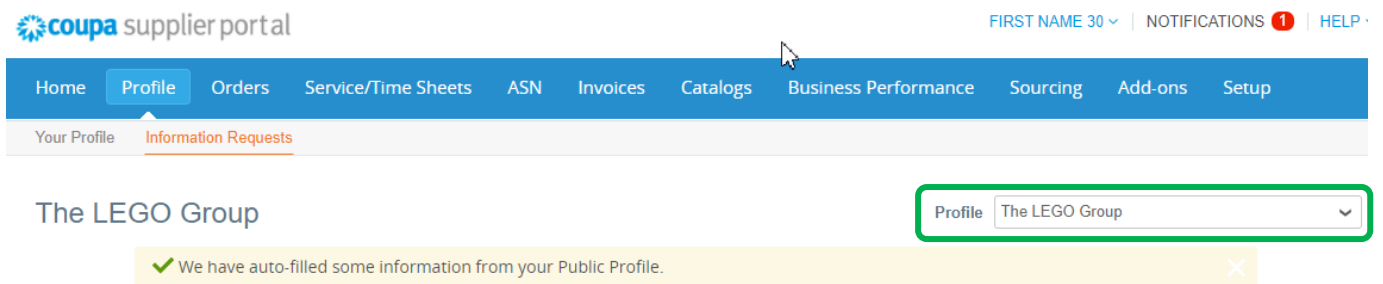 coupa supplier portal
FIRST NAME 30 | NOTIFICATIONS 1 | HELP
Home Profile Orders Service/Time Sheets ASN Invoices Catalogs Business Performance Sourcing Add-ons Setup
Your Profile Information Requests
The LEGO Group Profile The LEGO Group
We have auto-filled some information from your Public Profile.